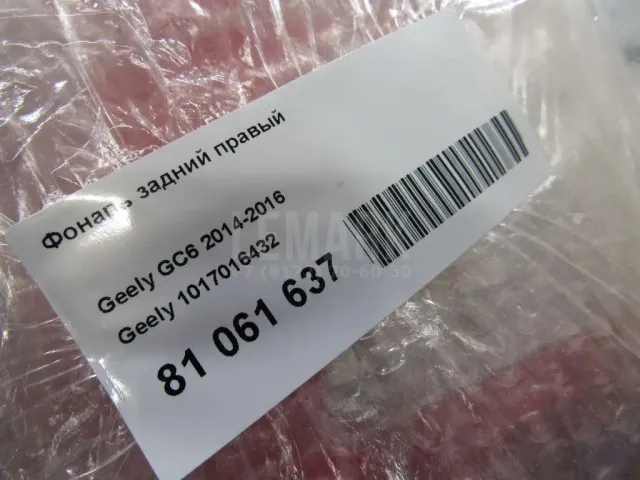 Фонарь задний правый
Geely GC6 2014-2016
Geely 1017016432
81 061 637